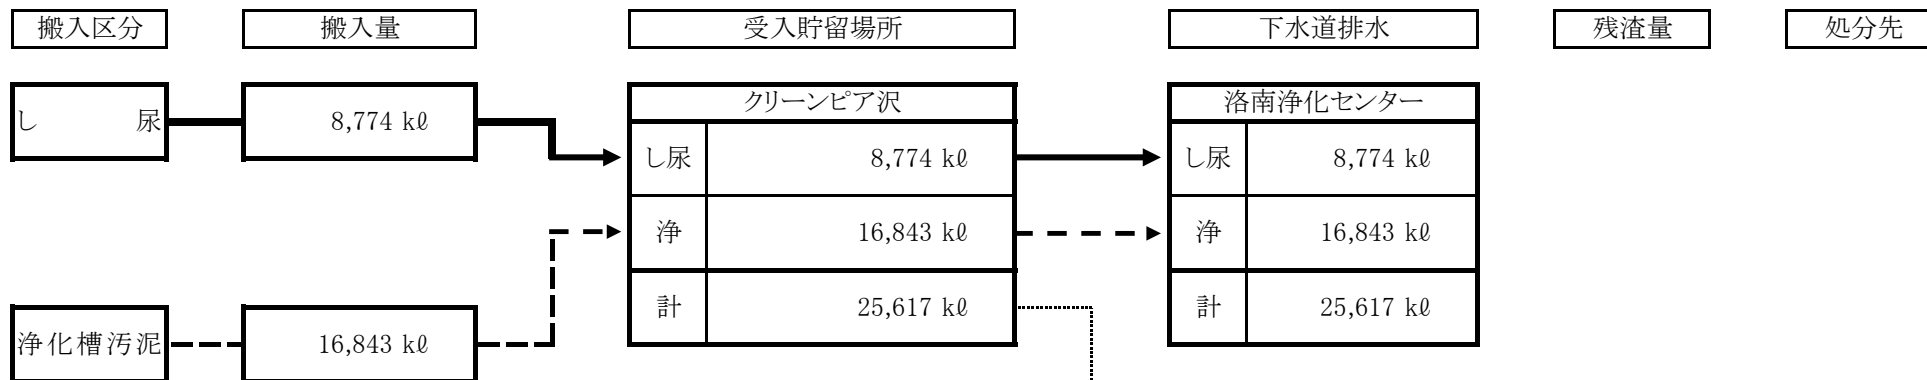 搬入区分 搬入量 受入貯留場所 下水道排水 残渣量 処分先
クリーンピア沢 洛南浄化センター
し 尿 8,774 kℓ
し尿 8,774 kℓ し尿 8,774 kℓ
浄 16,843 kℓ 浄 16,843 kℓ
計 25,617 kℓ 計 25,617 kℓ
浄化槽汚泥 16,843 kℓ